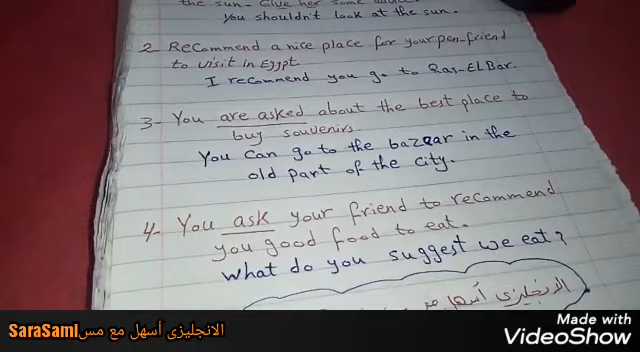 the sun. Give her some
You shouldn't look at the sun.
2 Recommend a nice place for your pen-friend
to visit in Egypt.
I recommend you go to Ras-ElBar.
3- You are asked about the best place to
buy souvenirs.
You can go to the bazaar in the
old part of the city.
4- You ask your friend to recommend
you good food to eat.
What do you suggest we eat?
الانجليزى أسهل
الانجليزى أسهل مع مسSaraSami
Made with
VideoShow